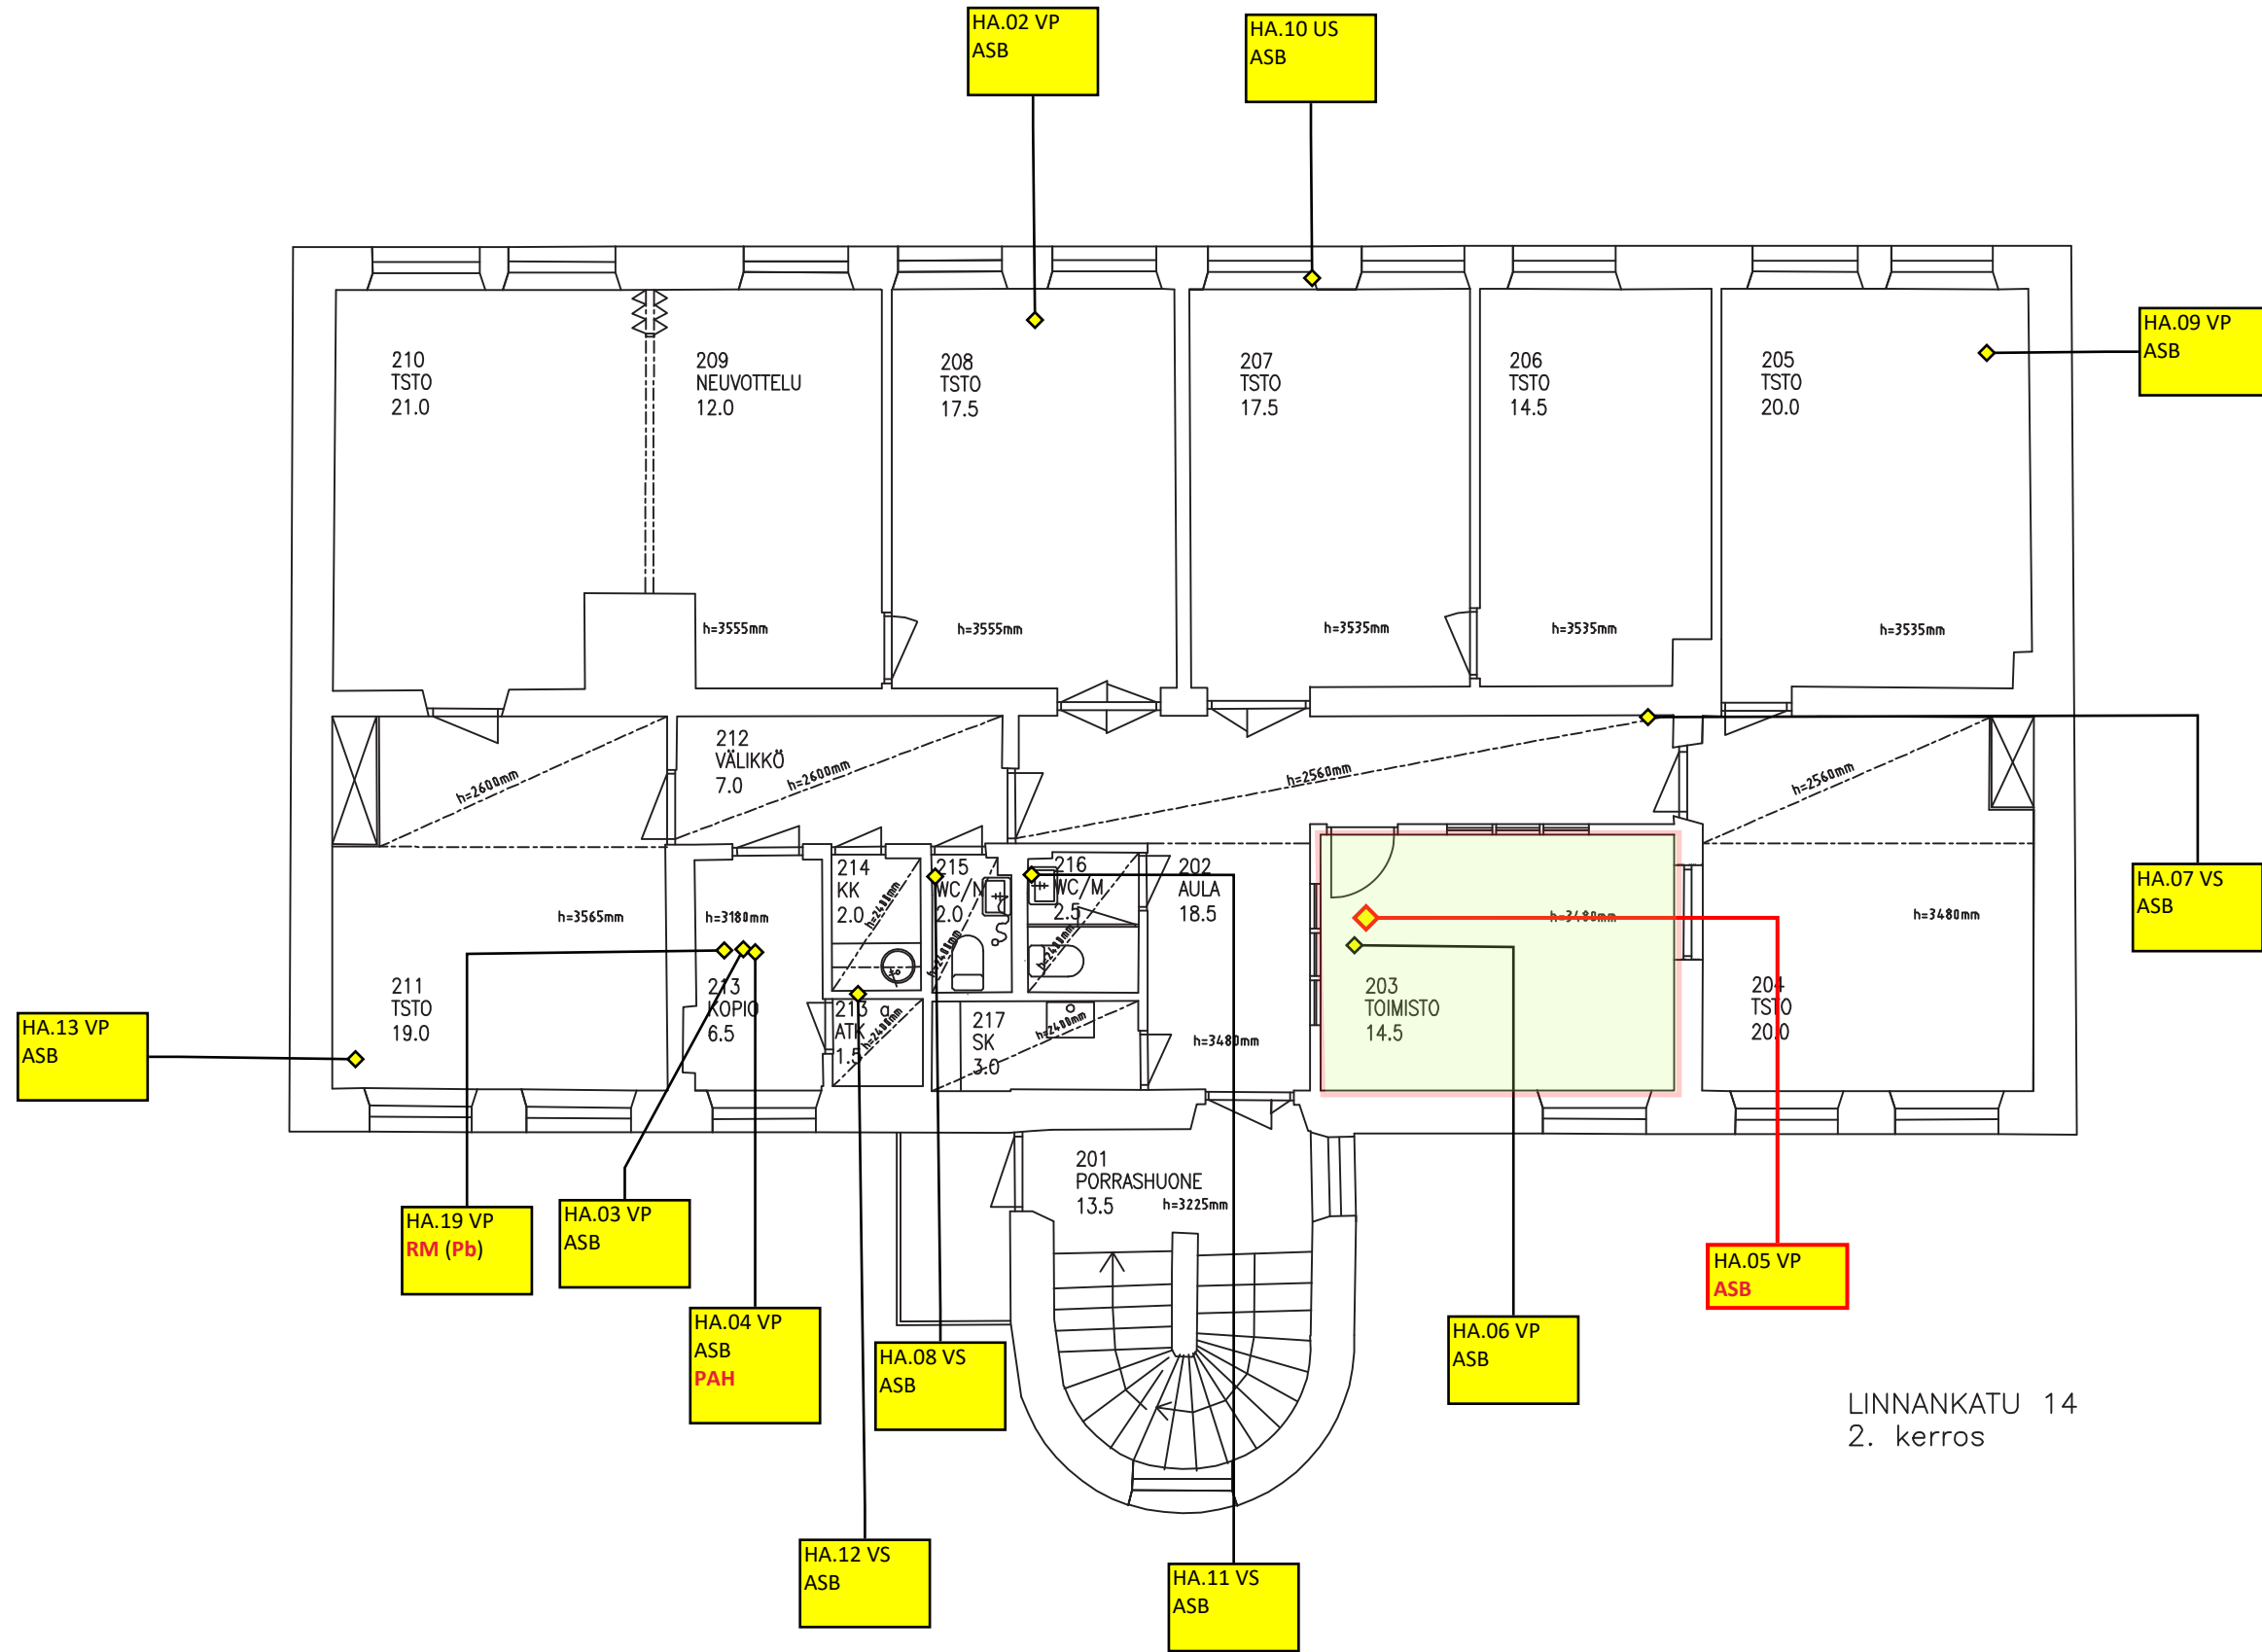 HA.02 VP
ASB
HA.10 US
ASB
HA.09 VP
ASB
210
TSTO
21.0
209
NEUVOTTELU
12.0
208
TSTO
17.5
207
TSTO
17.5
206
TSTO
14.5
205
TSTO
20.0
h=3555mm
h=3555mm
h=3535mm
h=3535mm
h=3535mm
h=2600mm
212
VÄLIKKÖ
7.0
h=2600mm
h=2560mm
h=2560mm
HA.07 VS
ASB
h=3565mm
h=3180mm
214
KK
2.0
h=2400mm
215
WC/N
2.0
h=2400mm
216
WC/M
2.5
h=2400mm
202
AULA
18.5
h=3480mm
h=3480mm
h=3480mm
211
TSTO
19.0
213
KOPIO
6.5
213 a
ATK
1.5
h=2400mm
217
SK
3.0
h=2400mm
203
TOIMISTO
14.5
204
TSTO
20.0
HA.13 VP
ASB
201
PORRASHUONE
13.5
h=3225mm
HA.19 VP
RM (Pb)
HA.03 VP
ASB
HA.04 VP
ASB
PAH
HA.08 VS
ASB
HA.06 VP
ASB
HA.05 VP
ASB
HA.12 VS
ASB
HA.11 VS
ASB
LINNANKATU 14
2. kerros